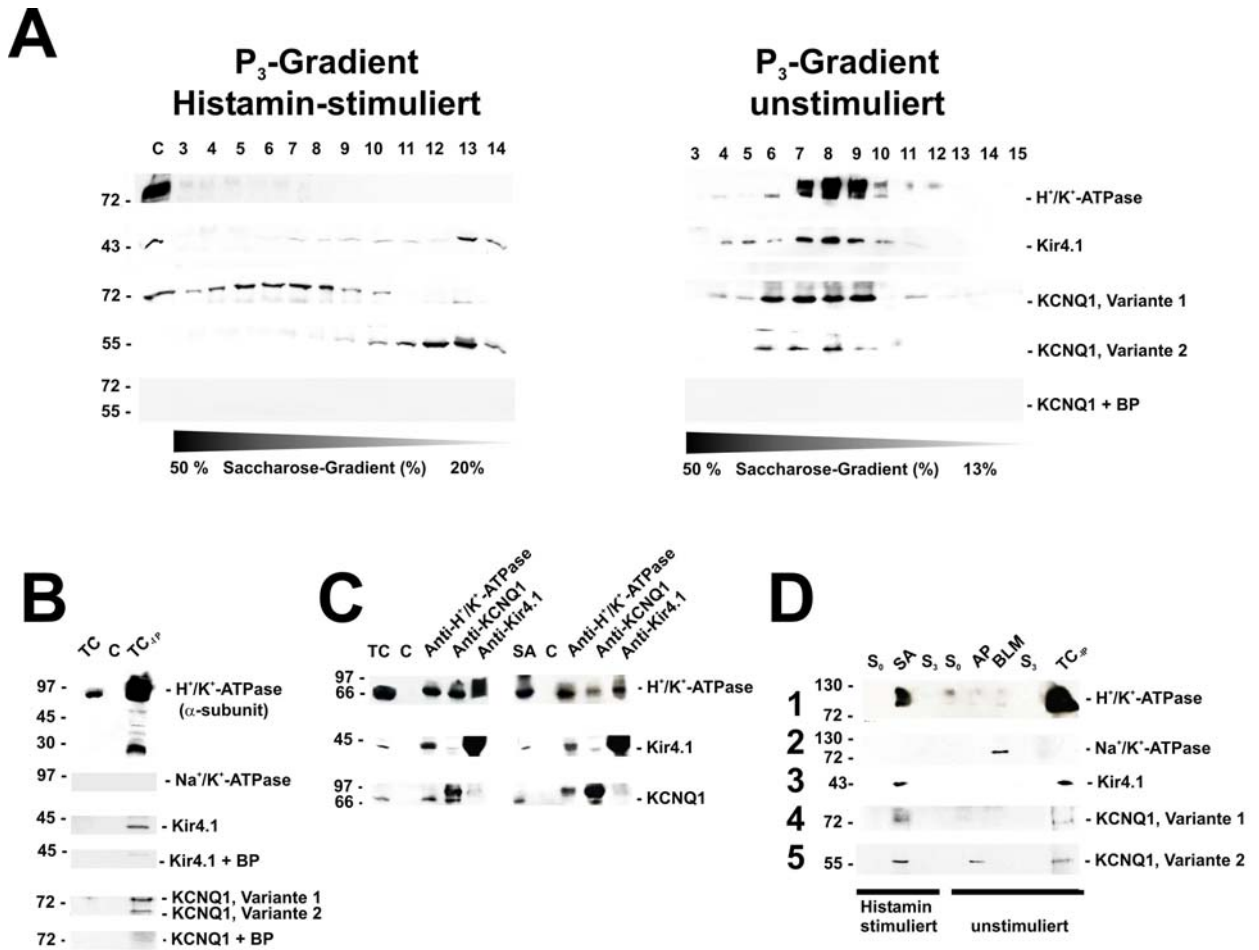 A
P₃-Gradient
Histamin-stimuliert
P₃-Gradient
unstimuliert
C 3 4 5 6 7 8 9 10 11 12 13 14
3 4 5 6 7 8 9 10 11 12 13 14 15
72 -
- H⁺/K⁺-ATPase
43 -
- Kir4.1
72 -
- KCNQ1, Variante 1
55 -
- KCNQ1, Variante 2
72 -
55 -
- KCNQ1 + BP
50 % Saccharose-Gradient (%) 20%
50 % Saccharose-Gradient (%) 13%
B
TC C TC
97 -
- H⁺/K⁺-ATPase
(α-subunit)
45 -
30 -
97 -
- Na⁺/K⁺-ATPase
45 -
- Kir4.1
45 -
- Kir4.1 + BP
72 -
- KCNQ1, Variante 1
- KCNQ1, Variante 2
72 -
- KCNQ1 + BP
C
TC C Anti-H⁺/K⁺-ATPase Anti-KCNQ1 Anti-Kir4.1 SA C Anti-H⁺/K⁺-ATPase Anti-KCNQ1 Anti-Kir4.1
97 -
66 -
- H⁺/K⁺-ATPase
45 -
- Kir4.1
97 -
66 -
- KCNQ1
D
S₀ SA S₃ S₀ AP BLM S₃ TC
1
130 -
72 -
- H⁺/K⁺-ATPase
2
130 -
72 -
- Na⁺/K⁺-ATPase
3
43-
- Kir4.1
4
72 -
- KCNQ1, Variante 1
5
55 -
- KCNQ1, Variante 2
Histamin
stimuliert
unstimuliert